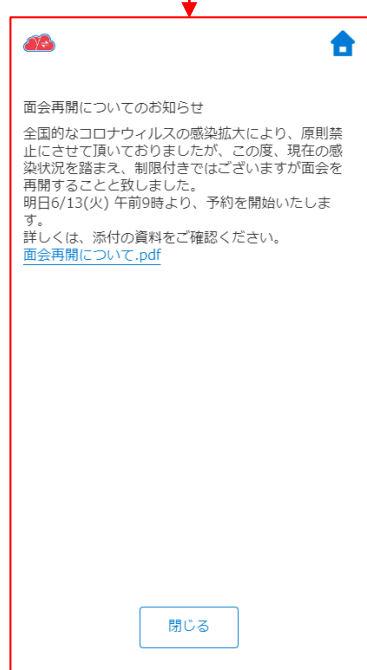 面会再開についてのお知らせ
全国的なコロナウィルスの感染拡大により、原則禁
止にさせて頂いておりましたが、この度、現在の感
染状況を踏まえ、制限付きではございますが面会を
再開することと致しました。
明日6/13(火) 午前9時より、予約を開始いたしま
す。
詳しくは、添付の資料をご確認ください。
面会再開について.pdf
閉じる